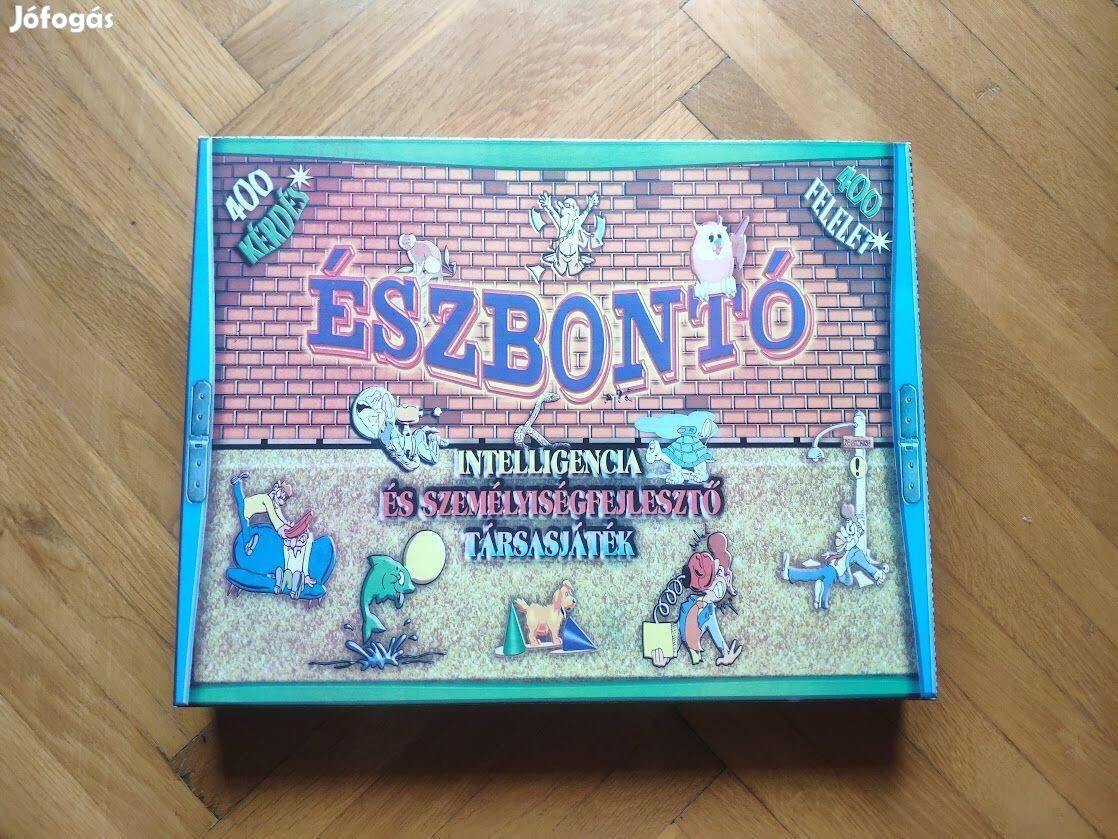 Jófogás
400
KÉRDÉS
400
FELELET
ÉSZBONTÓ
INTELLIGENCIA
ÉS SZEMÉLYISÉGFEJLESZTŐ
TÁRSASJÁTÉK